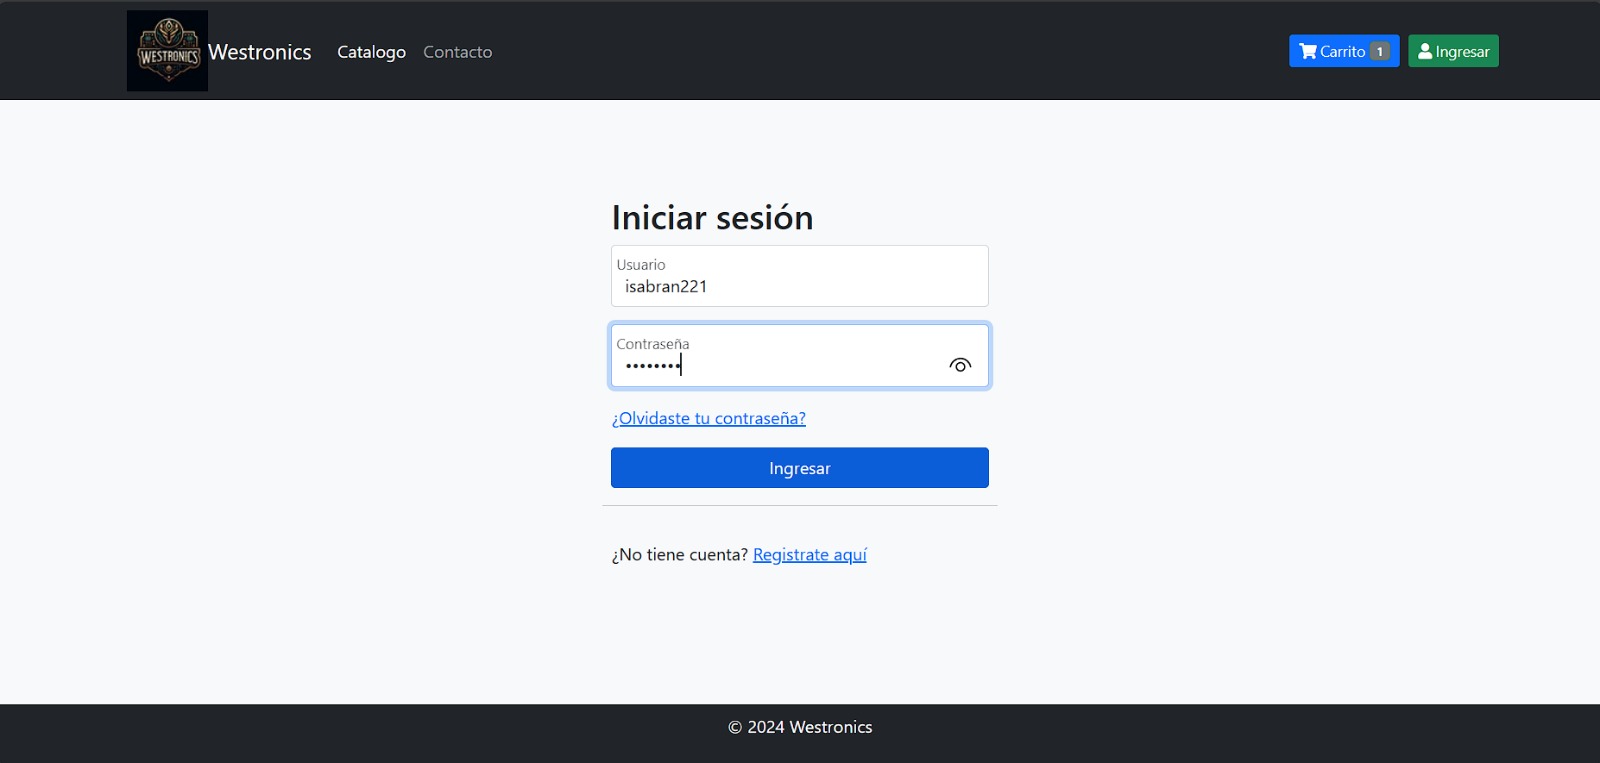 WESTRONICS
Westronics Catalogo Contacto Carrito 1 Ingresar
Iniciar sesión
Usuario
isabran221
Contraseña
••••••••
¿Olvidaste tu contraseña?
Ingresar
¿No tiene cuenta? Registrate aquí
© 2024 Westronics